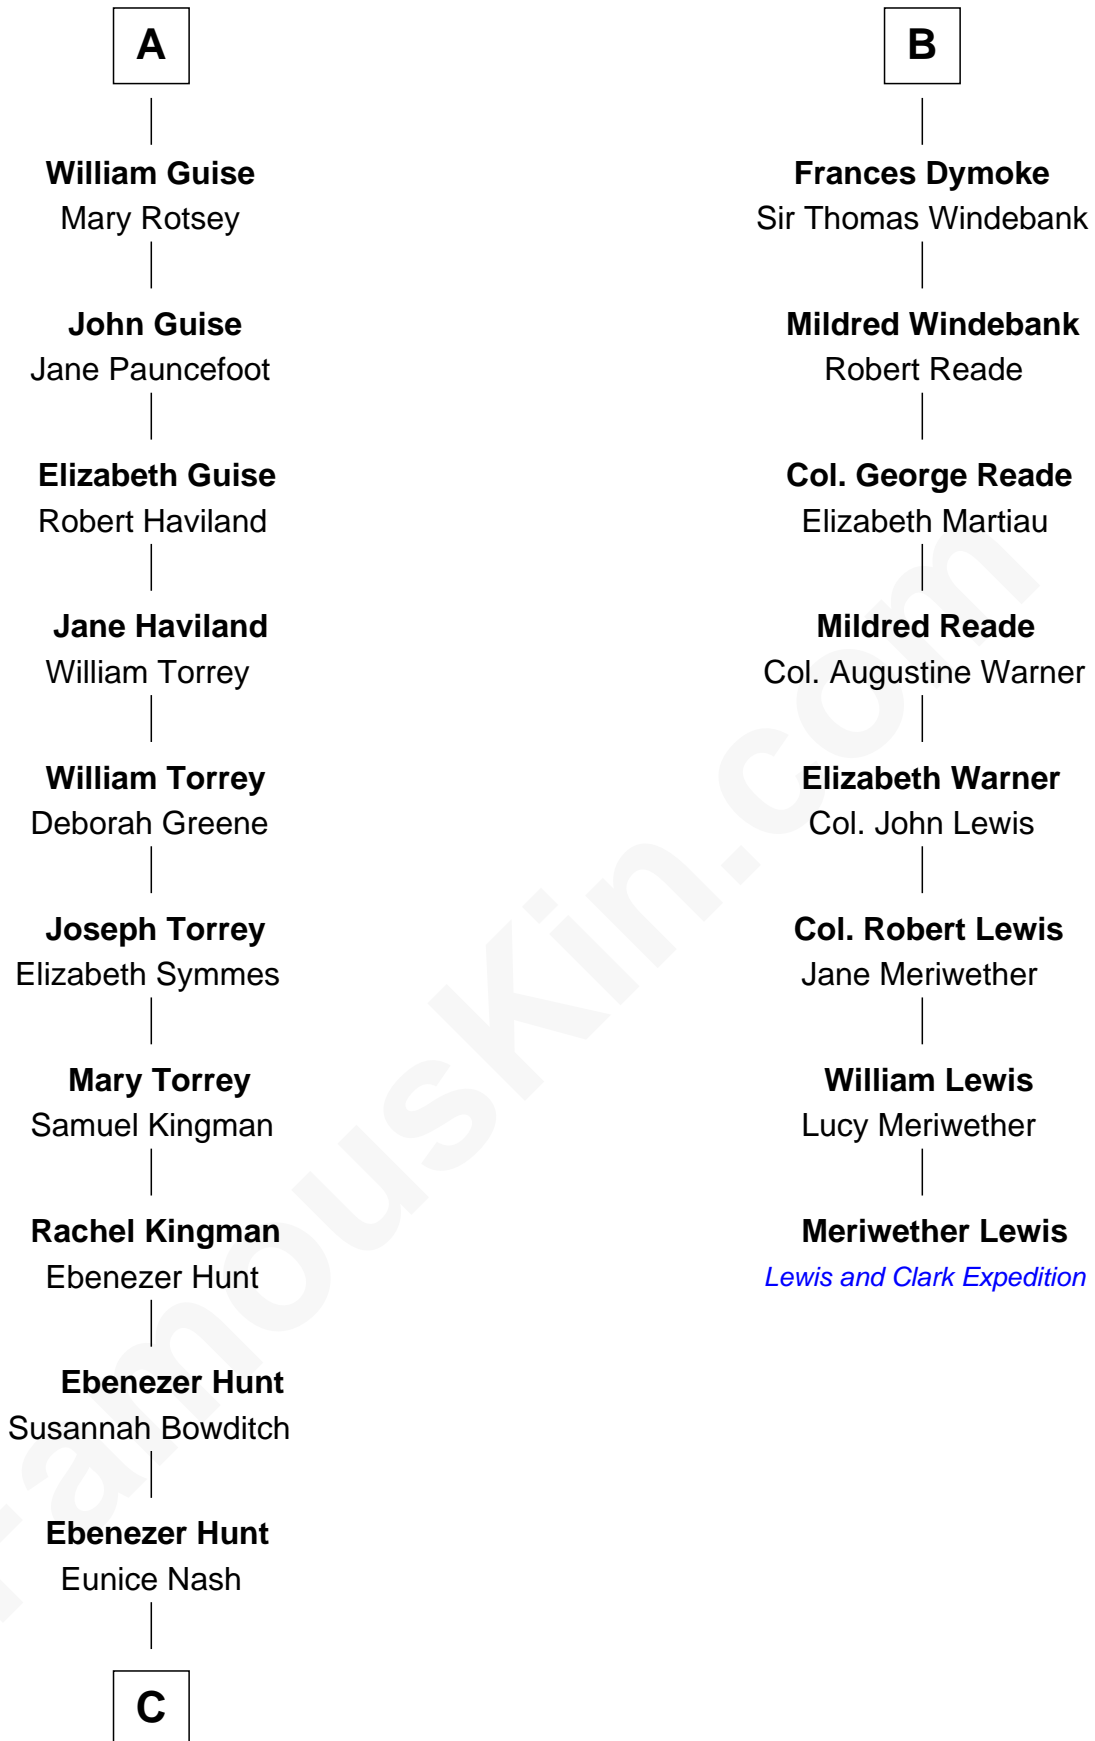 A
William Guise
Mary Rotsey
John Guise
Jane Pauncefoot
Elizabeth Guise
Robert Haviland
Jane Haviland
William Torrey
William Torrey
Deborah Greene
Joseph Torrey
Elizabeth Symmes
Mary Torrey
Samuel Kingman
Rachel Kingman
Ebenezer Hunt
Ebenezer Hunt
Susannah Bowditch
Ebenezer Hunt
Eunice Nash
C
B
Frances Dymoke
Sir Thomas Windebank
Mildred Windebank
Robert Reade
Col. George Reade
Elizabeth Martiau
Mildred Reade
Col. Augustine Warner
Elizabeth Warner
Col. John Lewis
Col. Robert Lewis
Jane Meriwether
William Lewis
Lucy Meriwether
Meriwether Lewis
Lewis and Clark Expedition
FamousKin.com